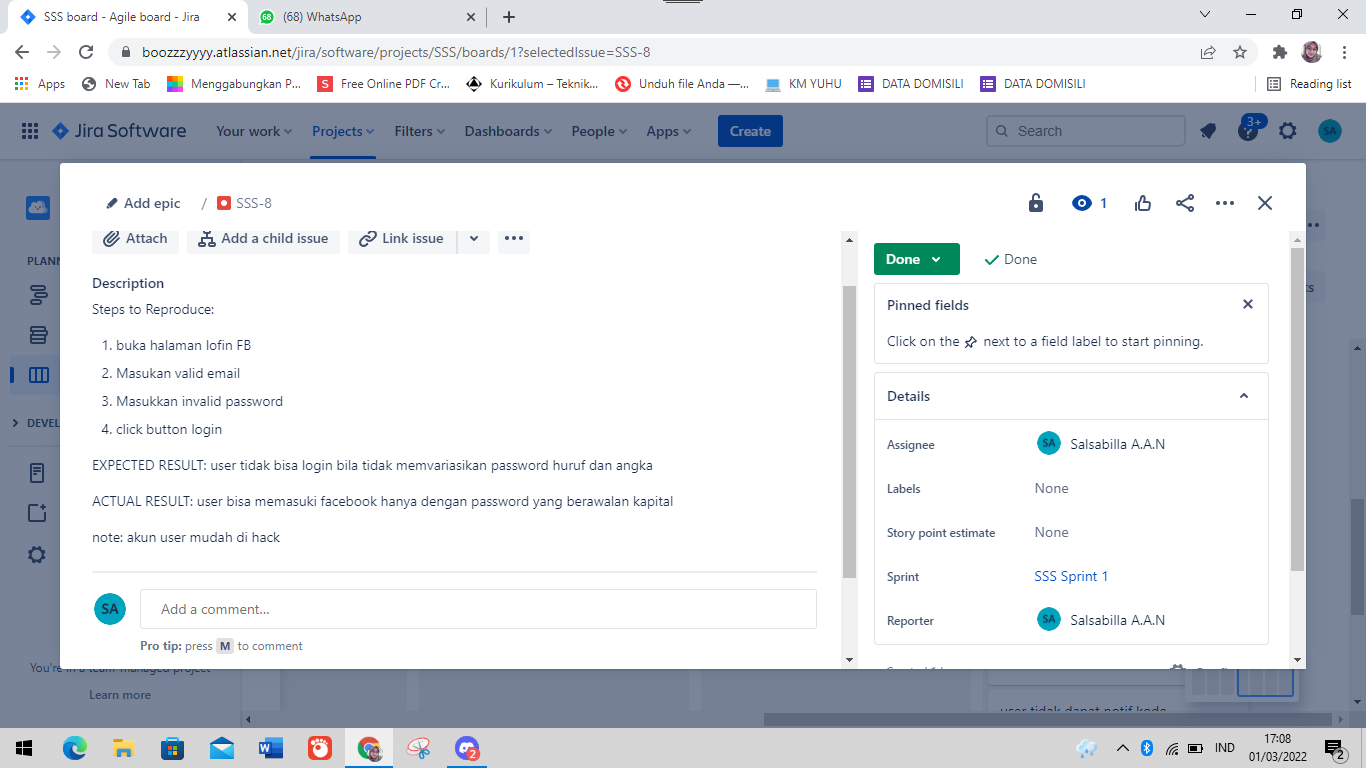 SSS board - Agile board - Jira
68
(68) WhatsApp
boozzzyyyy.atlassian.net/jira/software/projects/SSS/boards/1?selectedIssue=SSS-8
Apps
New Tab
Menggabungkan P...
S
Free Online PDF Cr...
Kurikulum – Teknik...
Unduh file Anda —...
KM YUHU
DATA DOMISILI
DATA DOMISILI
Reading list
Jira Software
Your work
Projects
Filters
Dashboards
People
Apps
Create
Search
3+
SA
Add epic / SSS-8
1
Attach
Add a child issue
Link issue
Description
Steps to Reproduce:
1. buka halaman lofin FB
2. Masukan valid email
3. Masukkan invalid password
4. click button login
EXPECTED RESULT: user tidak bisa login bila tidak memvariasikan password huruf dan angka
ACTUAL RESULT: user bisa memasuki facebook hanya dengan password yang berawalan kapital
note: akun user mudah di hack
SA
Add a comment...
Pro tip: press M to comment
Done
Done
Pinned fields
Click on the next to a field label to start pinning.
Details
Assignee
SA Salsabilla A.A.N
Labels
None
Story point estimate
None
Sprint
SSS Sprint 1
Reporter
SA Salsabilla A.A.N
PLANN
DEVEL
You're in a team-managed project
Learn more
user tidak dapat notif kode
2
IND
17:08
01/03/2022
2